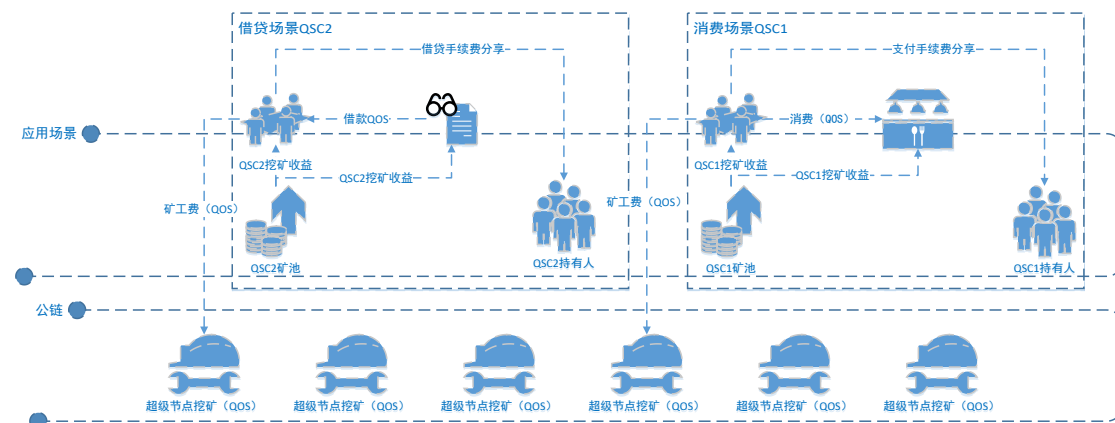 借贷场景QSC2
消费场景QSC1
借贷手续费分享
支付手续费分享
借款QOS
消费（QOS）
应用场景
QSC2挖矿收益
QSC2挖矿收益
QSC1挖矿收益
QSC1挖矿收益
矿工费（QOS）
矿工费（QOS）
QSC2矿池
QSC2持有人
QSC1矿池
QSC1持有人
公链
超级节点挖矿（QOS）
超级节点挖矿（QOS）
超级节点挖矿（QOS）
超级节点挖矿（QOS）
超级节点挖矿（QOS）
超级节点挖矿（QOS）